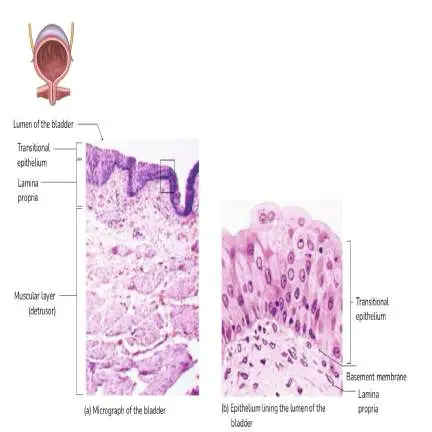 Lumen of the bladder
Transitional
epithelium
Lamina
propria
Muscular layer
(detrusor)
(a) Micrograph of the bladder
Transitional
epithelium
Basement membrane
Lamina
propria
(b) Epithelium lining the lumen of the
bladder